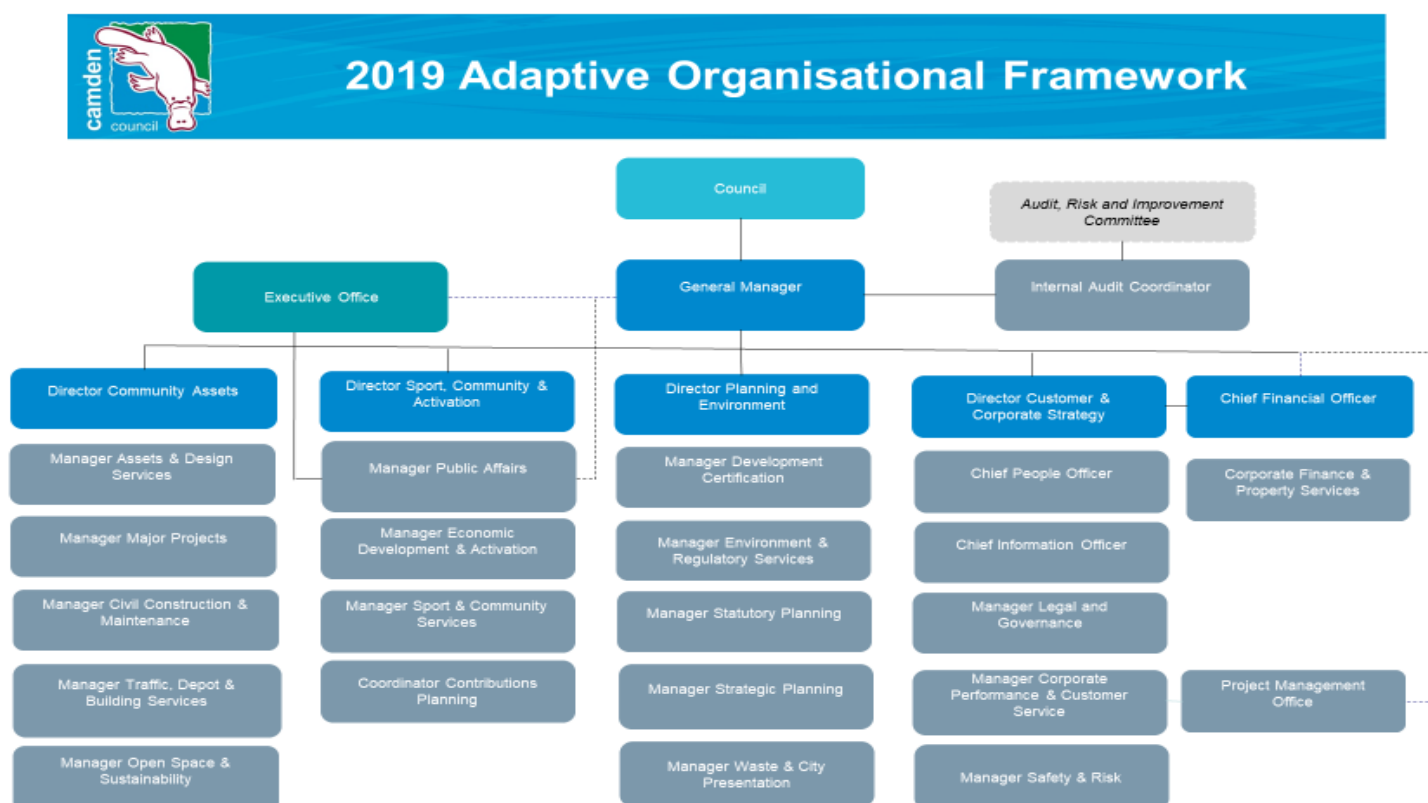 camden
council
2019 Adaptive Organisational Framework
Council
Audit, Risk and Improvement
Committee
Executive Office
General Manager
Internal Audit Coordinator
Director Community Assets
Director Sport, Community &
Activation
Director Planning and
Environment
Director Customer &
Corporate Strategy
Chief Financial Officer
Manager Assets & Design
Services
Manager Public Affairs
Manager Development
Certification
Chief People Officer
Corporate Finance &
Property Services
Manager Major Projects
Manager Economic
Development & Activation
Manager Environment &
Regulatory Services
Chief Information Officer
Manager Civil Construction &
Maintenance
Manager Sport & Community
Services
Manager Statutory Planning
Manager Legal and
Governance
Manager Traffic, Depot &
Building Services
Coordinator Contributions
Planning
Manager Strategic Planning
Manager Corporate
Performance & Customer
Service
Project Management
Office
Manager Open Space &
Sustainability
Manager Waste & City
Presentation
Manager Safety & Risk